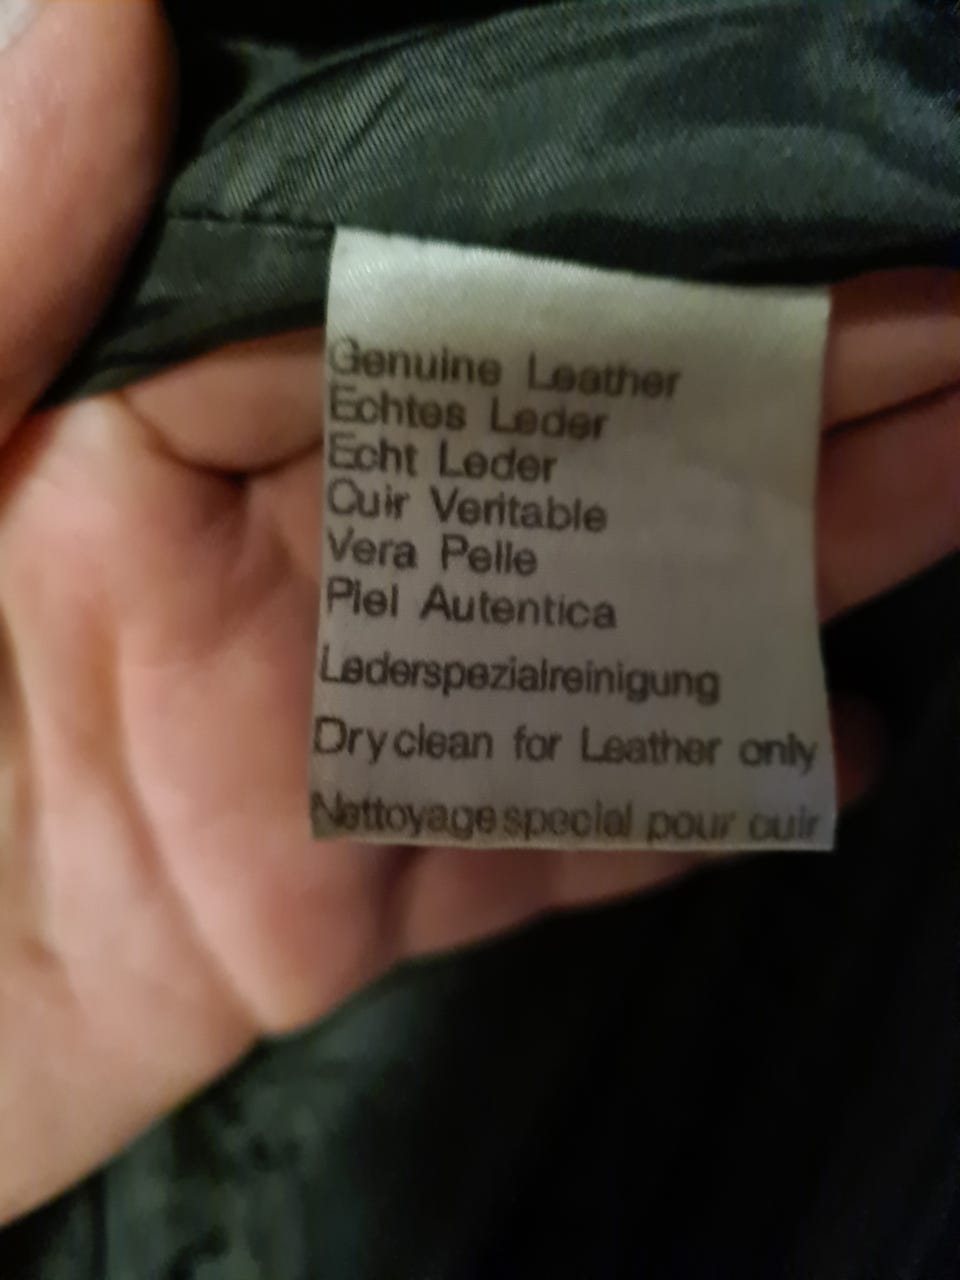 Genuine Leather
Echtes Leder
Echt Leder
Cuir Veritable
Vera Pelle
Piel Autentica
Lederspezialreinigung
Dry clean for Leather only
Nettoyage special pour cuir